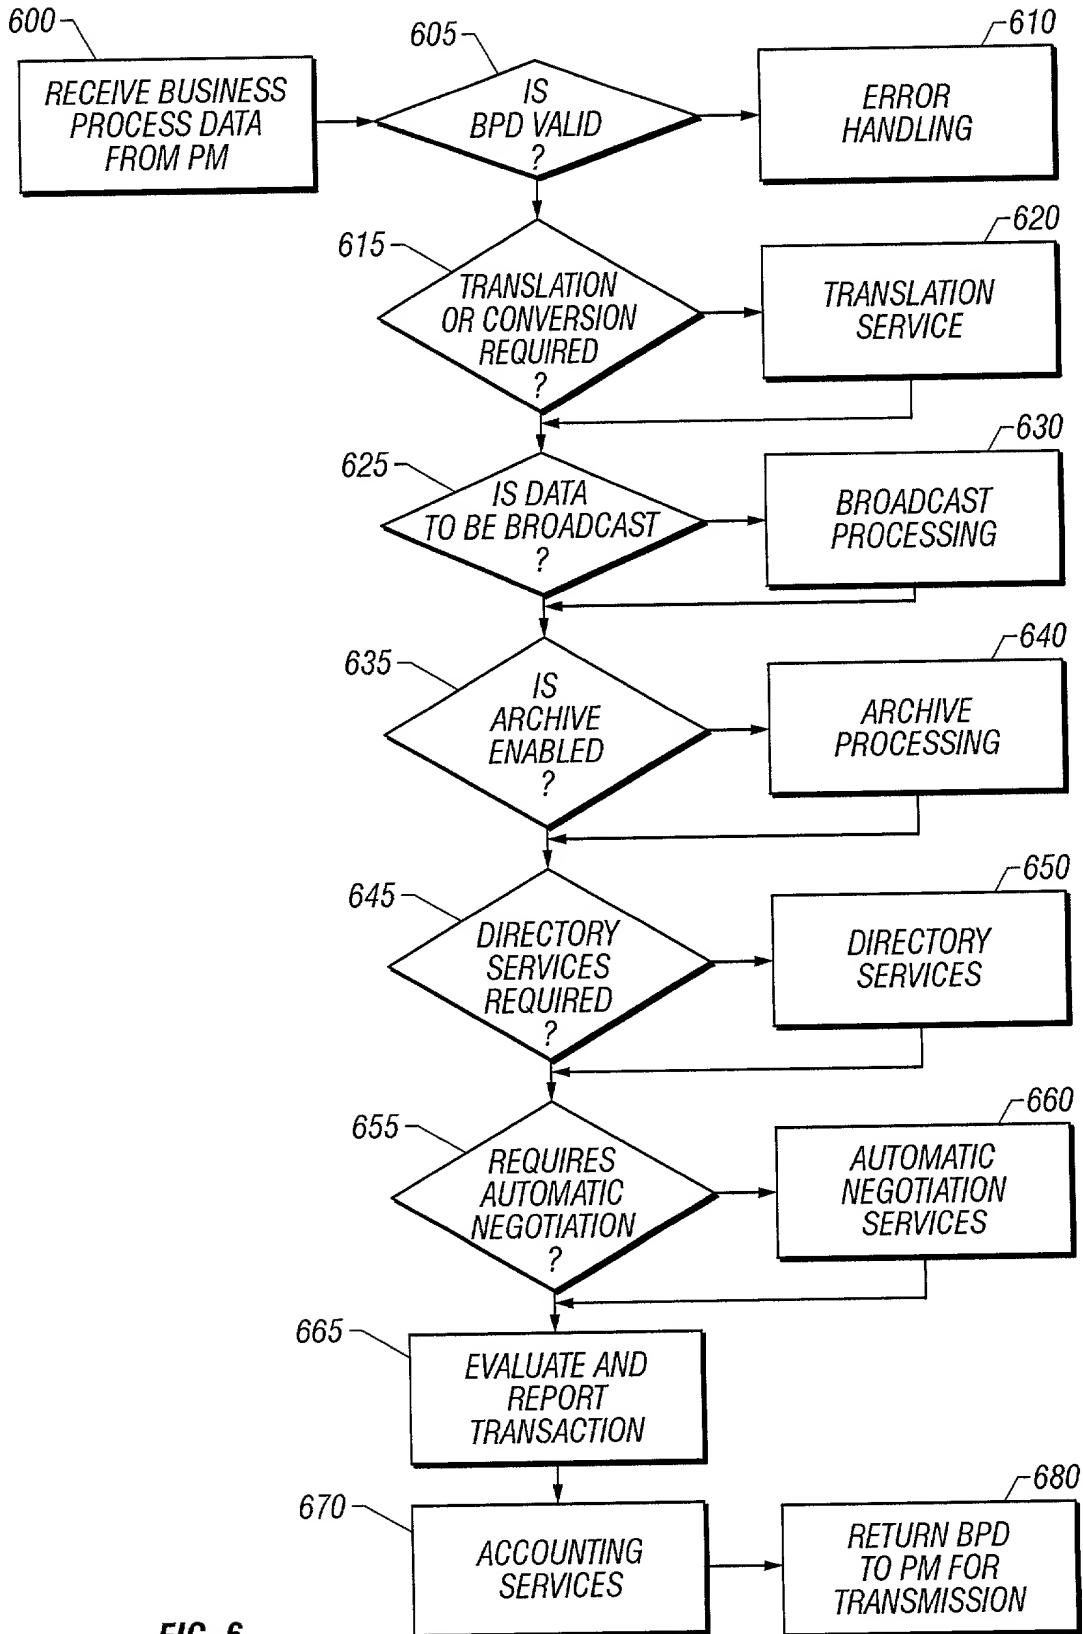 600
605
610
RECEIVE BUSINESS
PROCESS DATA
FROM PM
IS
BPD VALID
?
ERROR
HANDLING
615
620
TRANSLATION
OR CONVERSION
REQUIRED
?
TRANSLATION
SERVICE
625
630
IS DATA
TO BE BROADCAST
?
BROADCAST
PROCESSING
635
640
IS
ARCHIVE
ENABLED
?
ARCHIVE
PROCESSING
645
650
DIRECTORY
SERVICES
REQUIRED
?
DIRECTORY
SERVICES
655
660
REQUIRES
AUTOMATIC
NEGOTIATION
?
AUTOMATIC
NEGOTIATION
SERVICES
665
EVALUATE AND
REPORT
TRANSACTION
670
680
ACCOUNTING
SERVICES
RETURN BPD
TO PM FOR
TRANSMISSION
FIG. 6